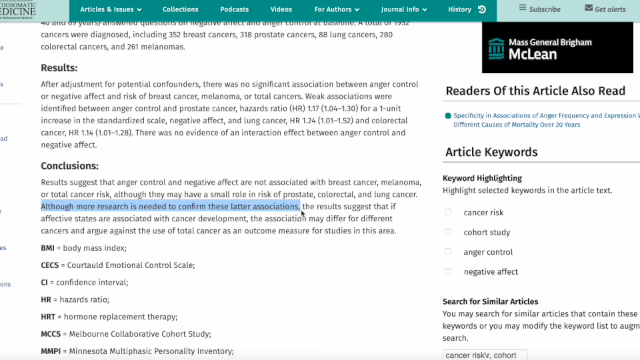 CHOSOMATIC
MEDICINE
Articles & Issues
Collections
Podcasts
Videos
For Authors
Journal Info
History
Subscribe
Get alerts
40 and 69 years) answered questions on negative affect and anger control at baseline. A total of 1952
cancers were diagnosed, including 352 breast cancers, 318 prostate cancers, 88 lung cancers, 280
colorectal cancers, and 261 melanomas.
Results:
After adjustment for potential confounders, there was no significant association between anger control
or negative affect and risk of breast cancer, melanoma, or total cancers. Weak associations were
identified between anger control and prostate cancer, hazards ratio (HR) 1.17 (1.04–1.30) for a 1-unit
increase in the standardized scale, negative affect, and lung cancer, HR 1.24 (1.01–1.52) and colorectal
cancer, HR 1.14 (1.01–1.28). There was no evidence of an interaction effect between anger control and
negative affect.
Conclusions:
Results suggest that anger control and negative affect are not associated with breast cancer, melanoma,
or total cancer risk, although they may have a small role in risk of prostate, colorectal, and lung cancer.
Although more research is needed to confirm these latter associations, the results suggest that if
affective states are associated with cancer development, the association may differ for different
cancers and argue against the use of total cancer as an outcome measure for studies in this area.
BMI = body mass index;
CECS = Courtauld Emotional Control Scale;
CI = confidence interval;
HR = hazards ratio;
HRT = hormone replacement therapy;
MCCS = Melbourne Collaborative Cohort Study;
MMPI = Minnesota Multiphasic Personality Inventory;
Mass General Brigham
McLean
Readers Of this Article Also Read
Specificity in Associations of Anger Frequency and Expression
Different Causes of Mortality Over 20 Years
Article Keywords
Keyword Highlighting
Highlight selected keywords in the article text.
cancer risk
cohort study
anger control
negative affect
Search for Similar Articles
You may search for similar articles that contain these
keywords or you may modify the keyword list to augm
search.
cancer risk\r, cohort